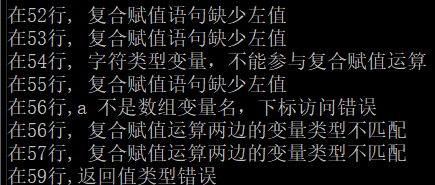 在52行, 复合赋值语句缺少左值
在53行, 复合赋值语句缺少左值
在54行, 字符类型变量，不能参与复合赋值运算
在55行, 复合赋值语句缺少左值
在56行,a 不是数组变量名，下标访问错误
在56行, 复合赋值运算两边的变量类型不匹配
在57行, 复合赋值运算两边的变量类型不匹配
在59行,返回值类型错误